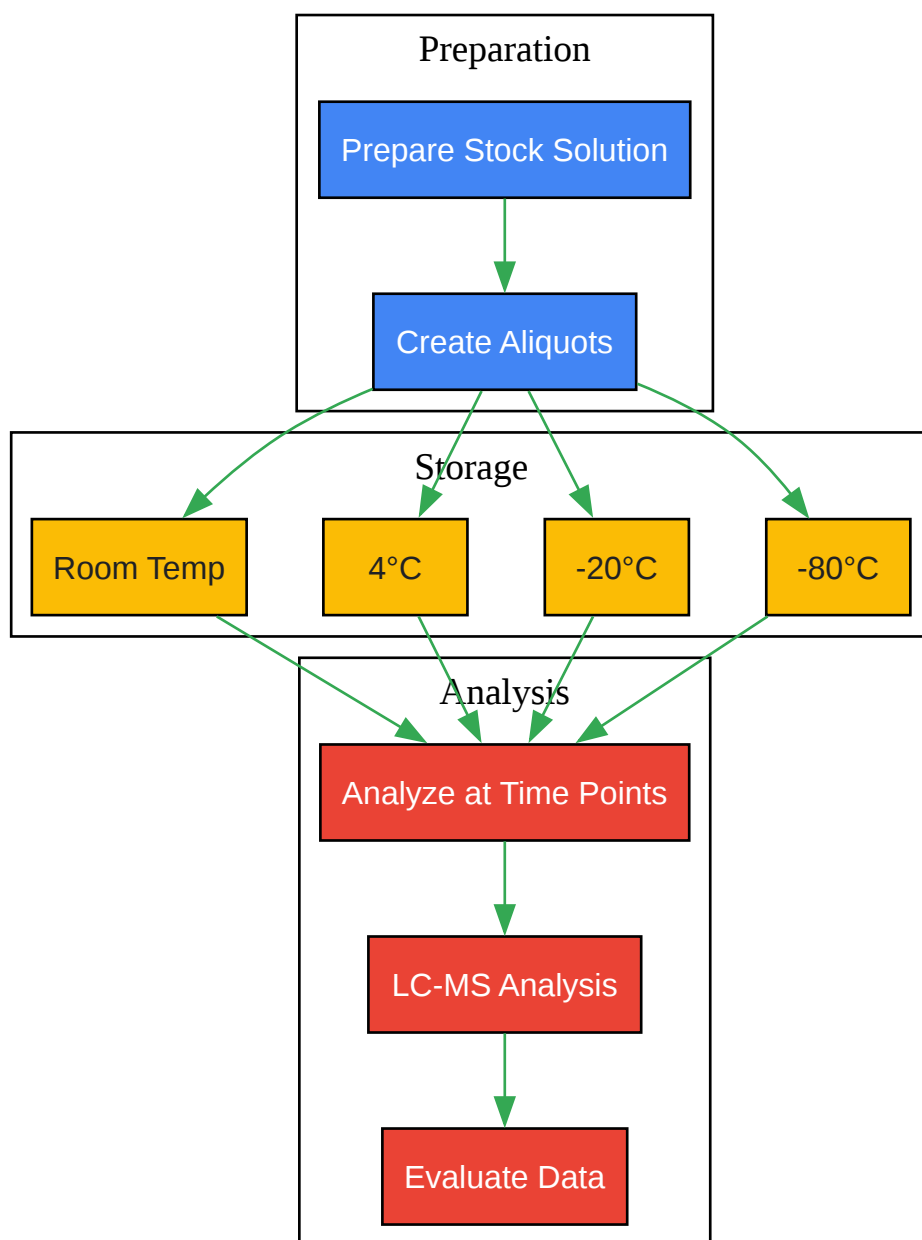 Preparation
Prepare Stock Solution
Create Aliquots
Storage
Room Temp
4°C
-20°C
-80°C
Analysis
Analyze at Time Points
LC-MS Analysis
Evaluate Data